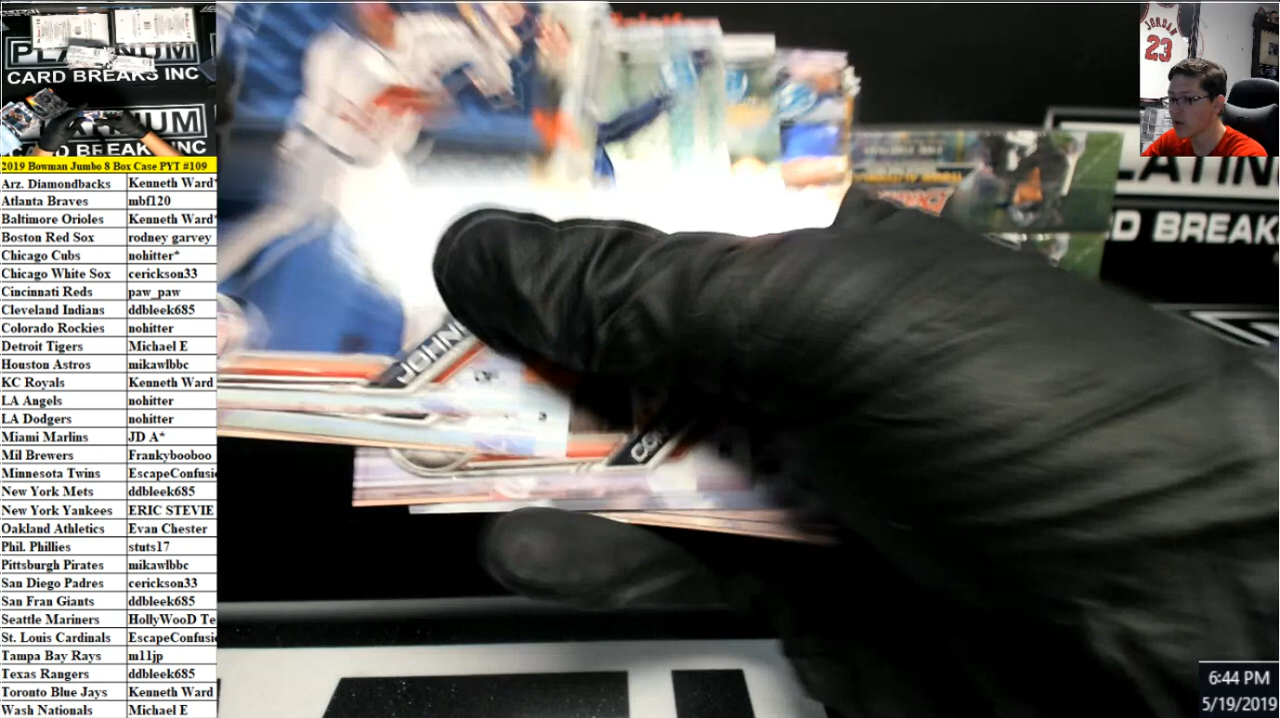 PLATINUM
CARD BREAKS INC
2019 Bowman Jumbo 8 Box Case PYT #109
Arz. Diamondbacks Kenneth Ward*
Atlanta Braves mbf120
Baltimore Orioles Kenneth Ward*
Boston Red Sox rodney garvey
Chicago Cubs nohitter*
Chicago White Sox cerickson33
Cincinnati Reds paw_paw
Cleveland Indians ddbleek685
Colorado Rockies nohitter
Detroit Tigers Michael E
Houston Astros mikawlbbc
KC Royals Kenneth Ward
LA Angels nohitter
LA Dodgers nohitter
Miami Marlins JD A*
Mil Brewers Frankybooboo
Minnesota Twins EscapeConfusi
New York Mets ddbleek685
New York Yankees ERIC STEVIE
Oakland Athletics Evan Chester
Phil. Phillies stuts17
Pittsburgh Pirates mikawlbbc
San Diego Padres cerickson33
San Fran Giants ddbleek685
Seattle Mariners HollyWooD Te
St. Louis Cardinals EscapeConfusi
Tampa Bay Rays m11jp
Texas Rangers ddbleek685
Toronto Blue Jays Kenneth Ward
Wash Nationals Michael E
JOHN
JORDAN
23
LATIN
D BREAK
6:44 PM
5/19/2019